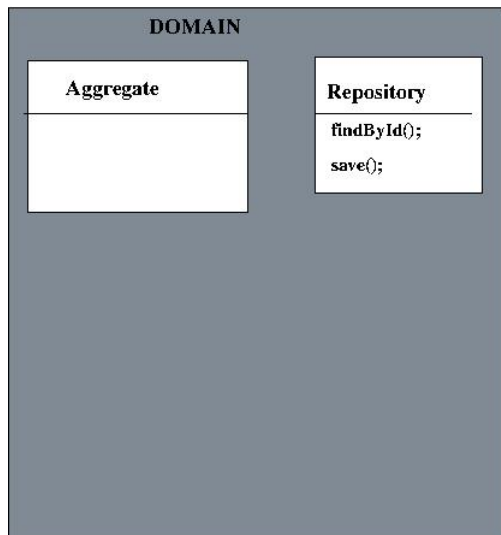 DOMAIN
Aggregate
Repository
findById();
save();